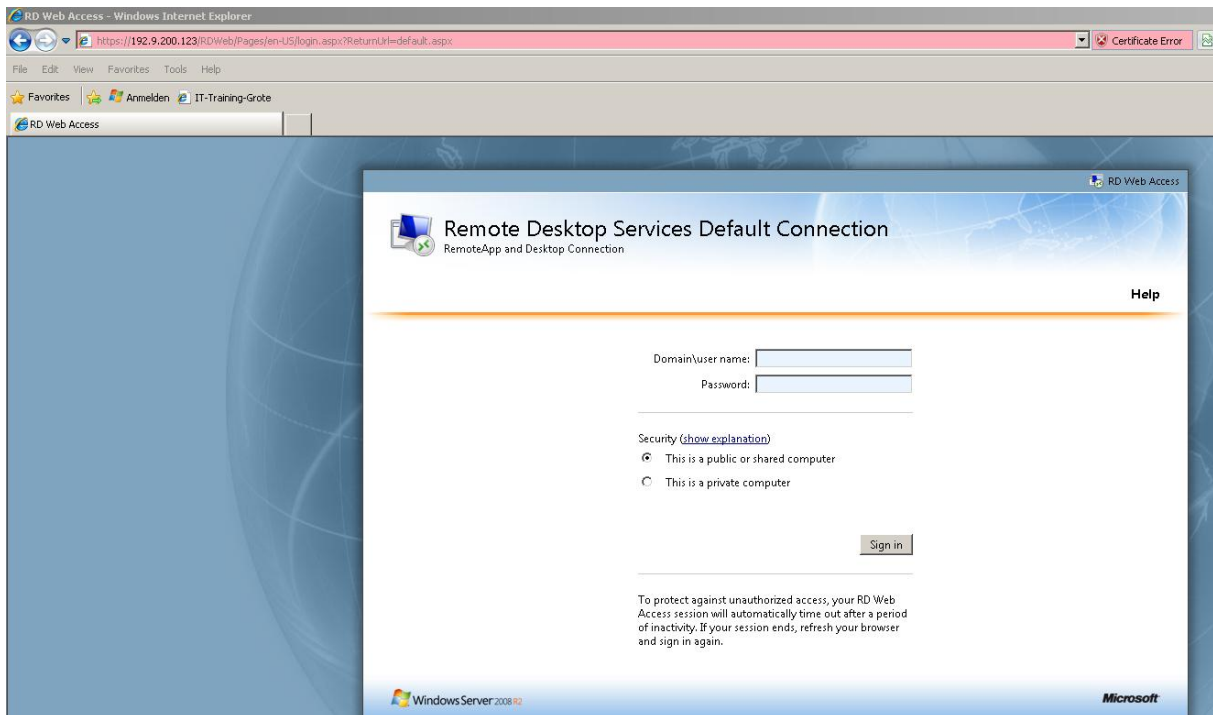 RD Web Access - Windows Internet Explorer
https://192.9.200.123/RDWeb/Pages/en-US/login.aspx?ReturnUrl=default.aspx
Certificate Error
File Edit View Favorites Tools Help
Favorites Anmelden IT-Training-Grote
RD Web Access
RD Web Access
Remote Desktop Services Default Connection
RemoteApp and Desktop Connection
Help
Domain\user name:
Password:
Security (show explanation)
This is a public or shared computer
This is a private computer
Sign in
To protect against unauthorized access, your RD Web
Access session will automatically time out after a period
of inactivity. If your session ends, refresh your browser
and sign in again.
Windows Server 2008 R2
Microsoft